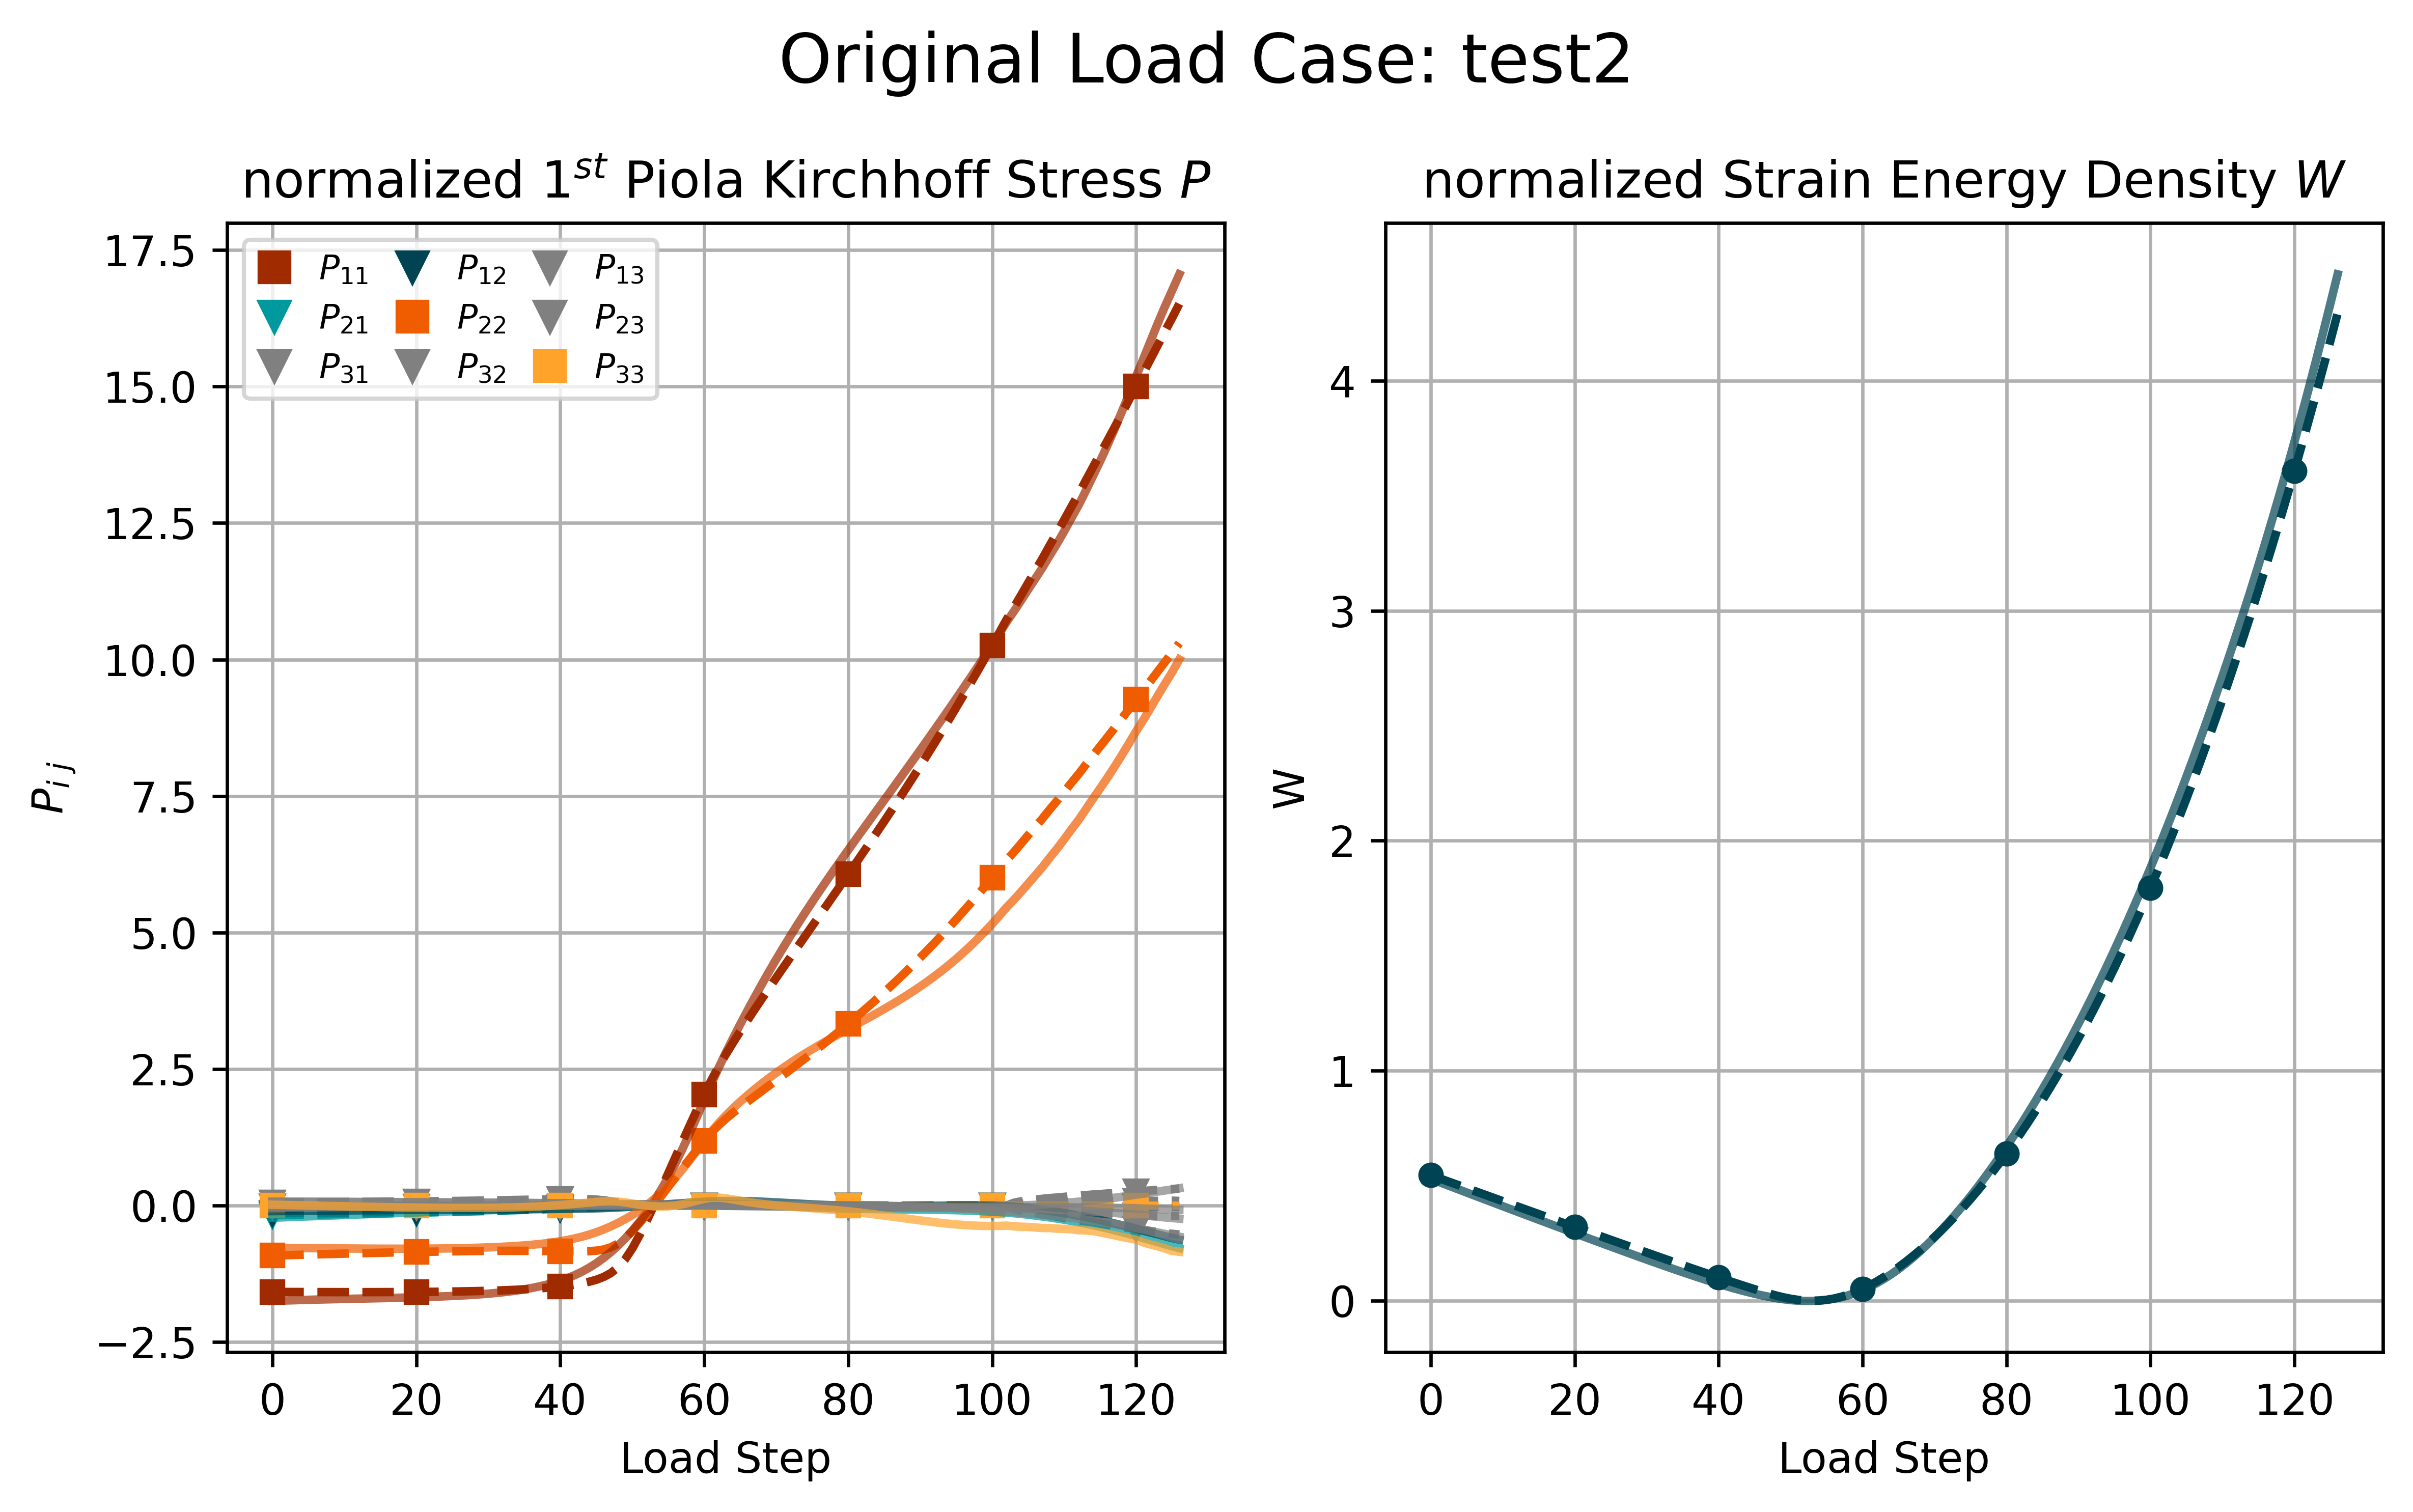 Original Load Case: test2
normalized 1st Piola Kirchhoff Stress P
17.5
15.0
12.5
10.0
7.5
5.0
2.5
0.0
−2.5
P11 P12 P13
P21 P22 P23
P31 P32 P33
Pi j
0 20 40 60 80 100 120
Load Step
normalized Strain Energy Density W
4
3
2
1
0
W
0 20 40 60 80 100 120
Load Step